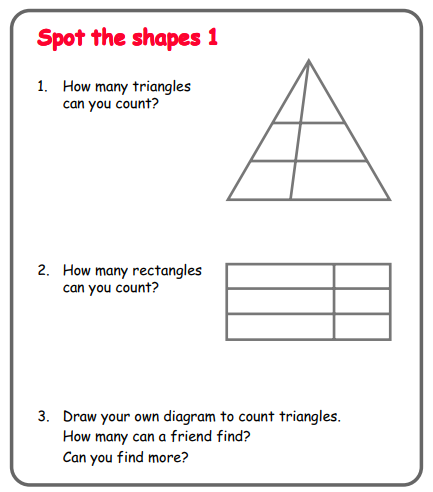 Spot the shapes 1
1. How many triangles
can you count?
2. How many rectangles
can you count?
3. Draw your own diagram to count triangles.
How many can a friend find?
Can you find more?